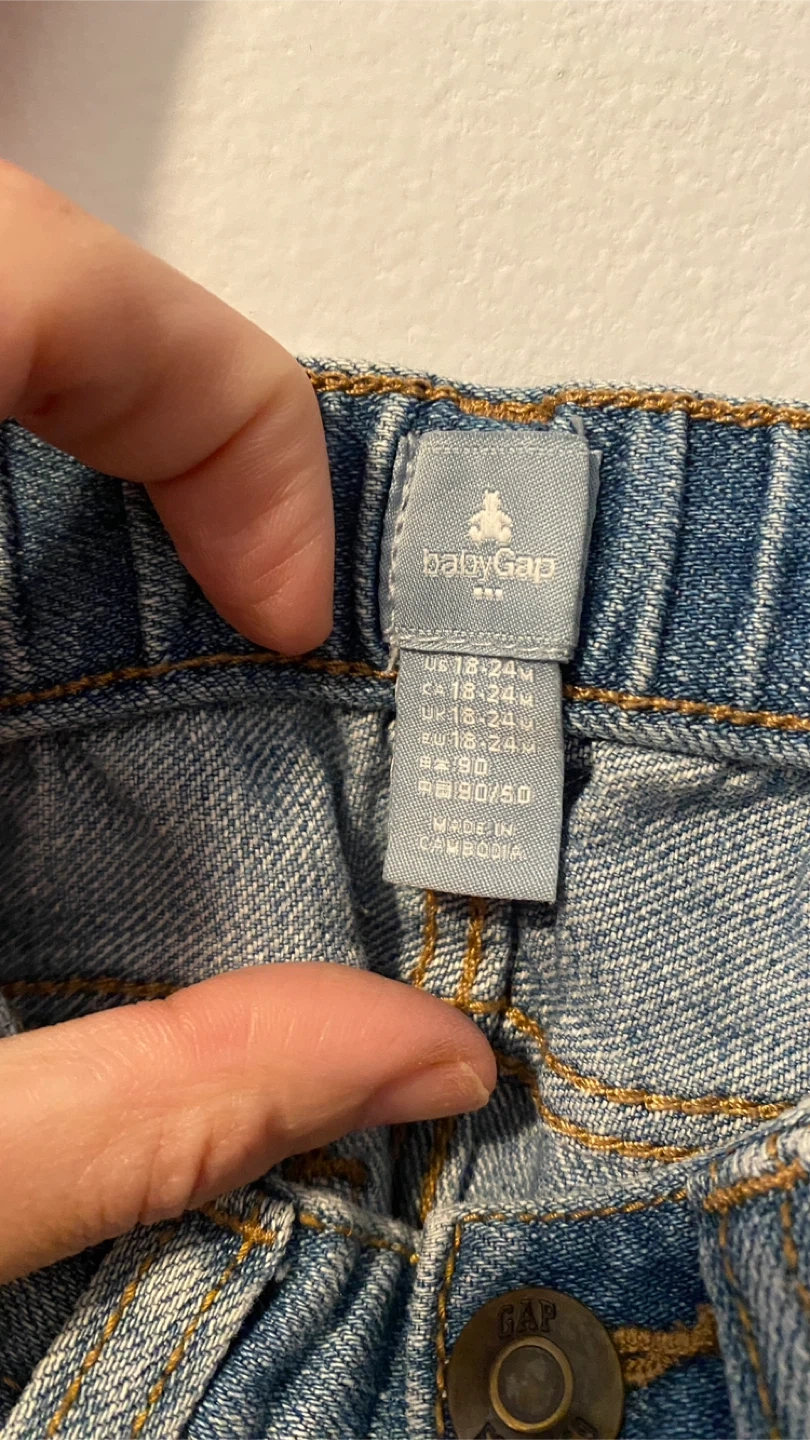 babyGap
US 18-24M
CA 18-24M
UK 18-24M
EU 18-24M
90
90/50
MADE IN
CAMBODIA
GAP